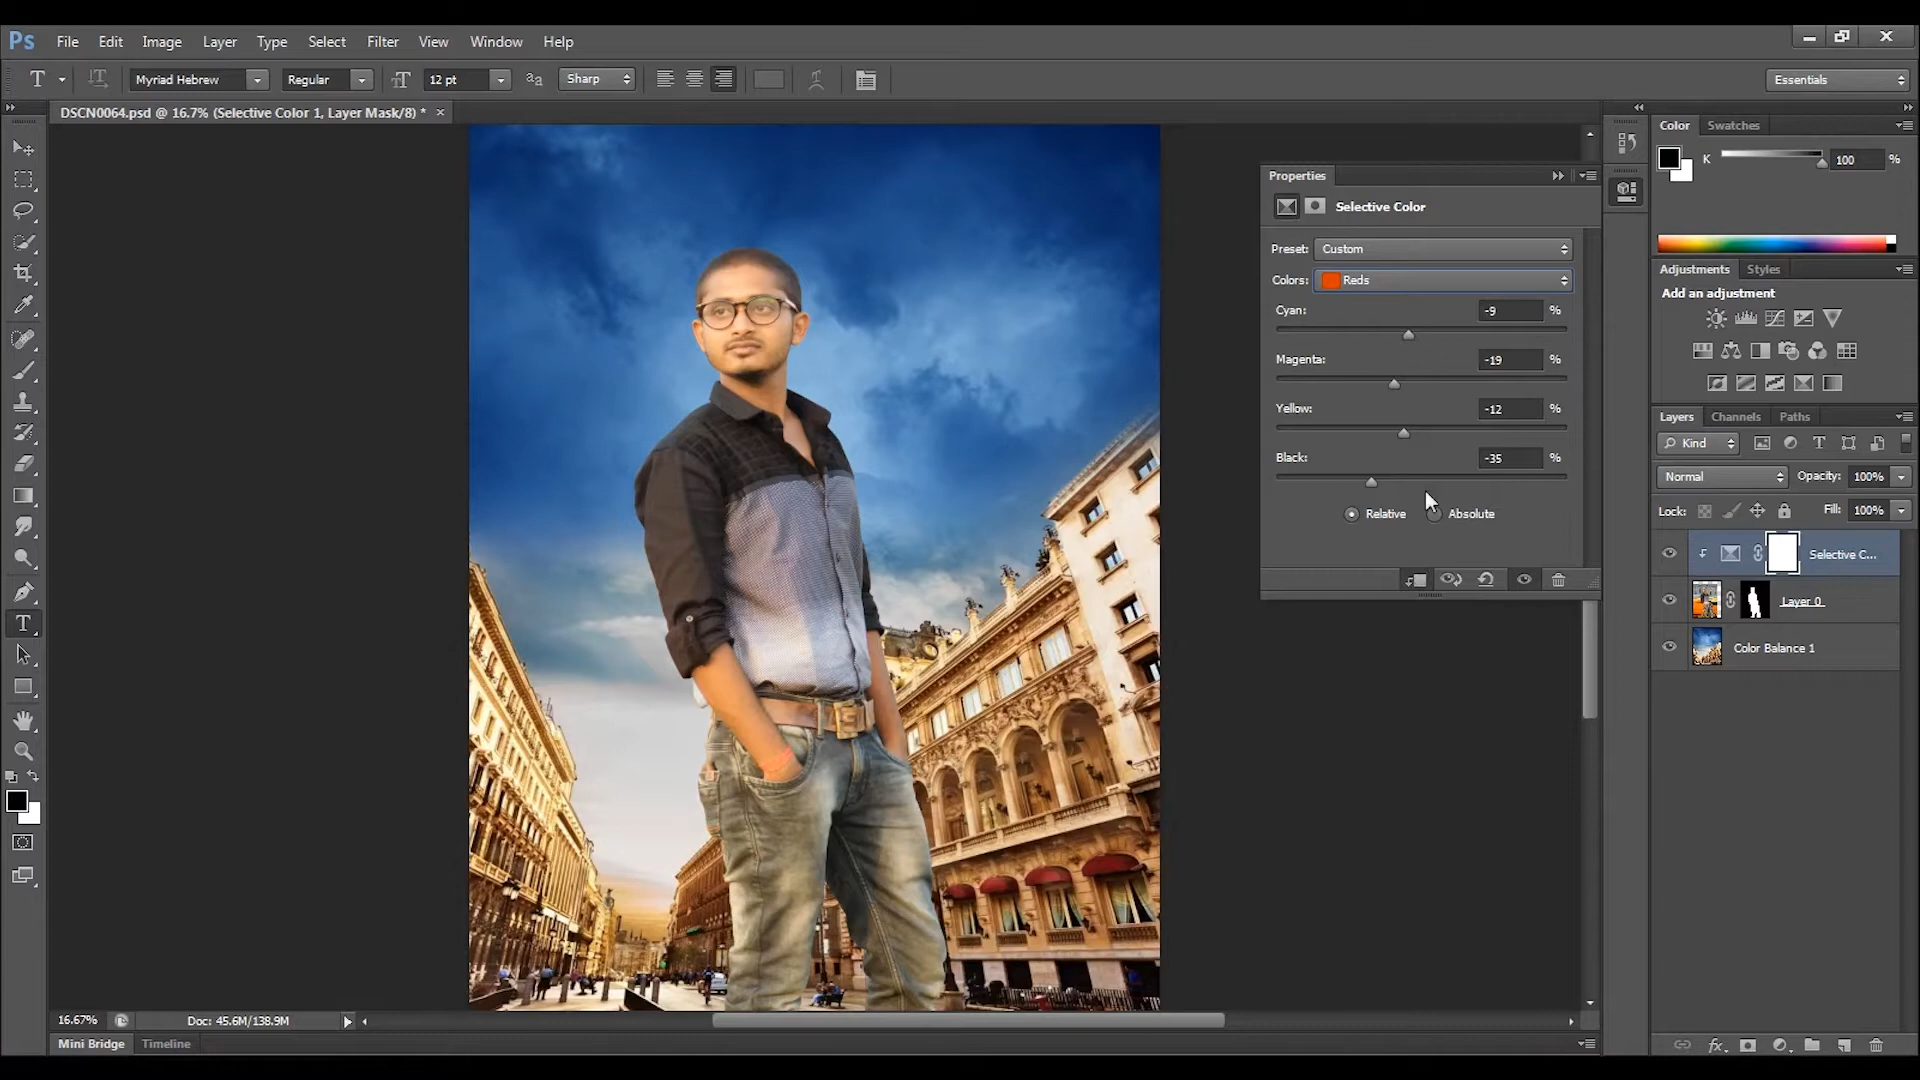 Ps File Edit Image Layer Type Select Filter View Window Help
T Myriad Hebrew Regular 12 pt aa Sharp Essentials
DSCN0064.psd @ 16.7% (Selective Color 1, Layer Mask/8) * ×
Color Swatches
K 100 %
Properties
Selective Color
Preset: Custom
Colors: Reds
Cyan: -9 %
Magenta: -19 %
Yellow: -12 %
Black: -35 %
Relative Absolute
Adjustments Styles
Add an adjustment
Layers Channels Paths
Kind
Normal Opacity: 100%
Lock: Fill: 100%
Selective C...
Layer 0
Color Balance 1
16.67% Doc: 45.6M/138.9M
Mini Bridge Timeline
fx